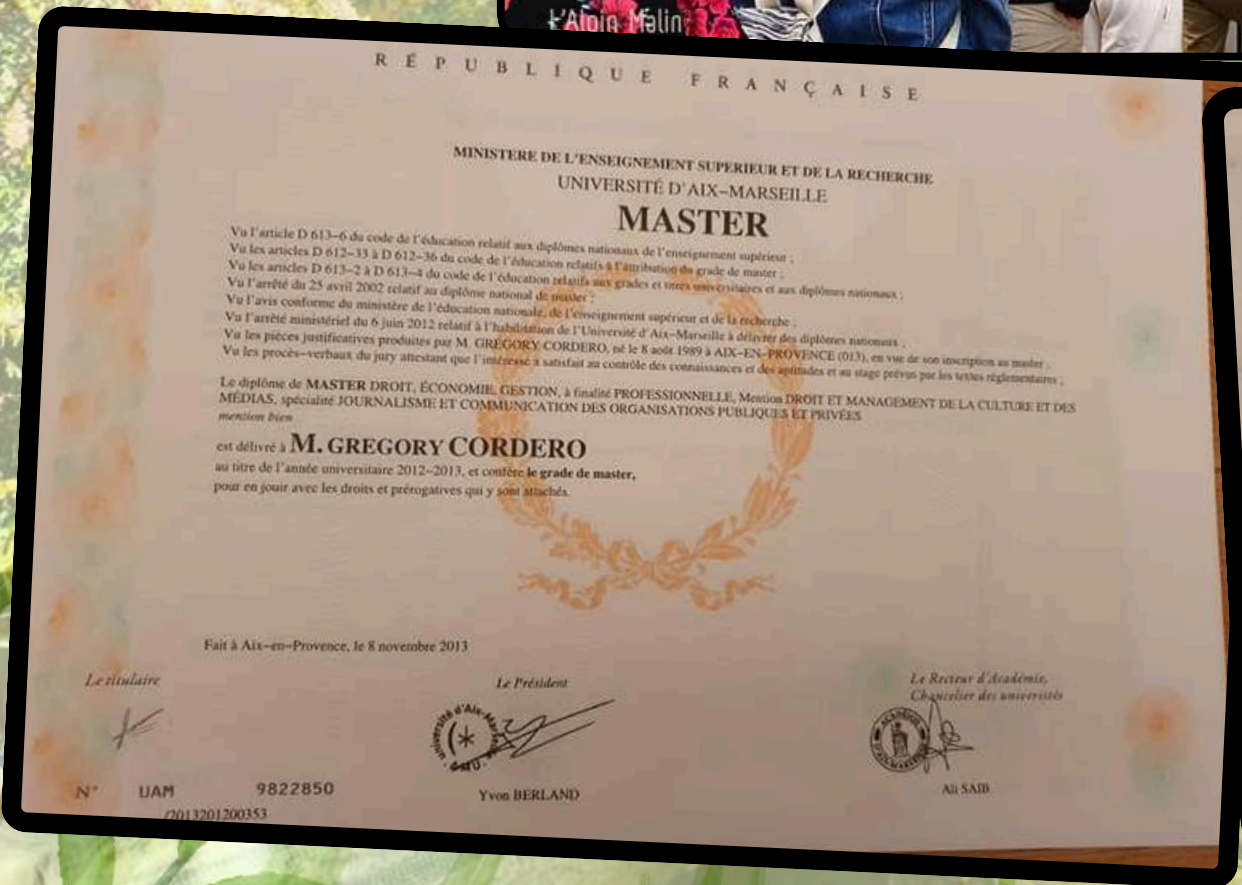 L'Alpin Malin
RÉPUBLIQUE FRANÇAISE
MINISTERE DE L'ENSEIGNEMENT SUPERIEUR ET DE LA RECHERCHE
UNIVERSITÉ D'AIX-MARSEILLE
MASTER
Vu l'article D 613-6 du code de l'éducation relatif aux diplômes nationaux de l'enseignement supérieur ;
Vu les articles D 612-33 à D 612-36 du code de l'éducation relatifs à l'attribution du grade de master ;
Vu les articles D 613-2 à D 613-4 du code de l'éducation relatifs aux grades et titres universitaires et aux diplômes nationaux ;
Vu l'arrêté du 25 avril 2002 relatif au diplôme national de master ;
Vu l'avis conforme du ministère de l'éducation nationale, de l'enseignement supérieur et de la recherche ;
Vu l'arrêté ministériel du 6 juin 2012 relatif à l'habilitation de l'Université d'Aix-Marseille à délivrer des diplômes nationaux ;
Vu les pièces justificatives produites par M. GREGORY CORDERO, né le 8 août 1989 à AIX-EN-PROVENCE (013), en vue de son inscription au master ;
Vu les procès-verbaux du jury attestant que l'intéressé a satisfait au contrôle des connaissances et des aptitudes et au stage prévus par les textes réglementaires ;
Le diplôme de MASTER DROIT, ÉCONOMIE, GESTION, à finalité PROFESSIONNELLE, Mention DROIT ET MANAGEMENT DE LA CULTURE ET DES
MÉDIAS, spécialité JOURNALISME ET COMMUNICATION DES ORGANISATIONS PUBLIQUES ET PRIVÉES
mention bien
est délivré à M. GREGORY CORDERO
au titre de l'année universitaire 2012-2013, et confère le grade de master,
pour en jouir avec les droits et prérogatives qui y sont attachés.
Fait à Aix-en-Provence, le 8 novembre 2013
Le titulaire
Le Président
Le Recteur d'Académie,
Chancelier des universités
université d'Aix-Marseille
AMU
ACADÉMIE
D'AIX-MARSEILLE
N° UAM 9822850
Yvon BERLAND
Ali SAIB
/2013201200353